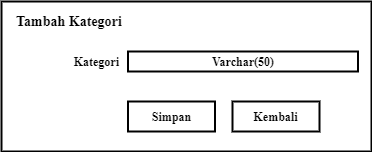 Tambah Kategori
Kategori Varchar(50)
Simpan Kembali